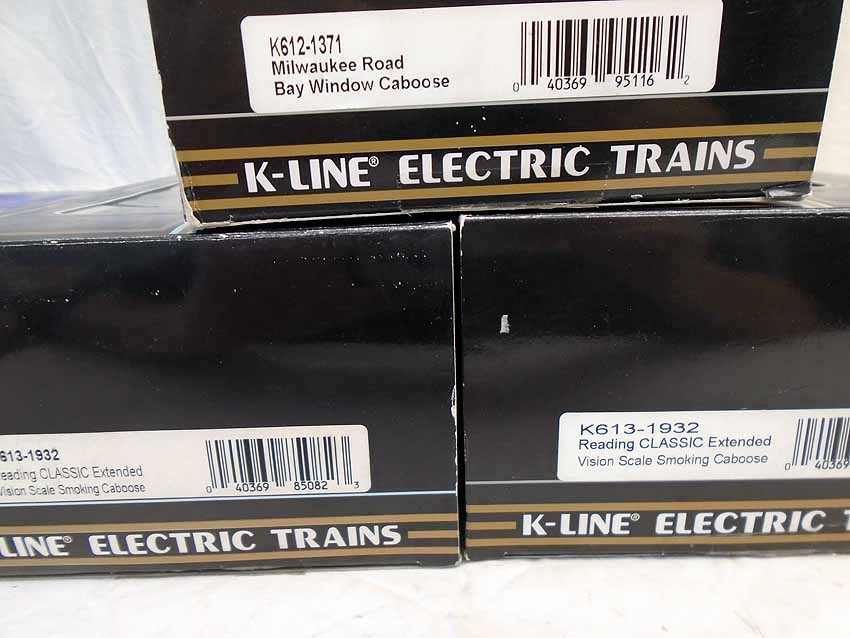 K612-1371
Milwaukee Road
Bay Window Caboose
0 40369 95116 2
K-LINE® ELECTRIC TRAINS
613-1932
eading CLASSIC Extended
Vision Scale Smoking Caboose
0 40369 85082 3
LINE® ELECTRIC TRAINS
K613-1932
Reading CLASSIC Extended
Vision Scale Smoking Caboose
0 40369
K-LINE® ELECTRIC T